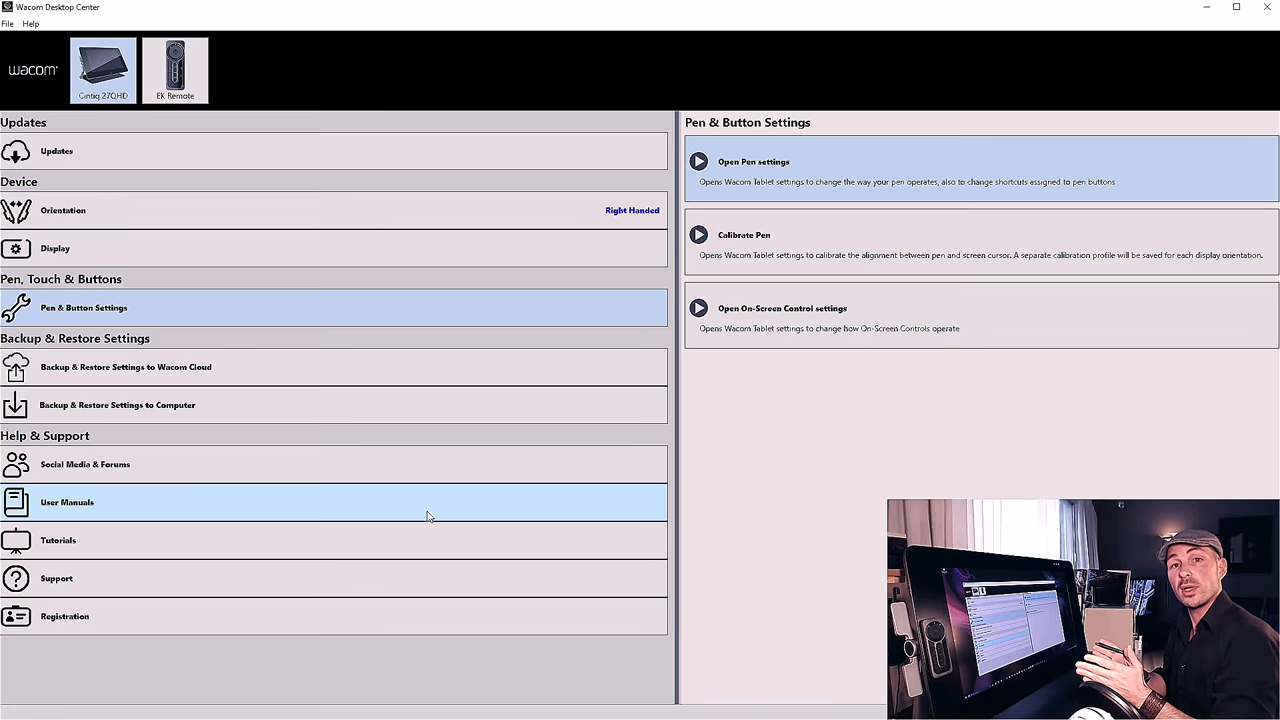 Wacom Desktop Center
File Help
wacom
Cintiq 27QHD
EK Remote
Updates
Updates
Device
Orientation
Right Handed
Display
Pen, Touch & Buttons
Pen & Button Settings
Backup & Restore Settings
Backup & Restore Settings to Wacom Cloud
Backup & Restore Settings to Computer
Help & Support
Social Media & Forums
User Manuals
Tutorials
Support
Registration
Pen & Button Settings
Open Pen settings
Opens Wacom Tablet settings to change the way your pen operates, also to change shortcuts assigned to pen buttons
Calibrate Pen
Opens Wacom Tablet settings to calibrate the alignment between pen and screen cursor. A separate calibration profile will be saved for each display orientation.
Open On-Screen Control settings
Opens Wacom Tablet settings to change how On-Screen Controls operate